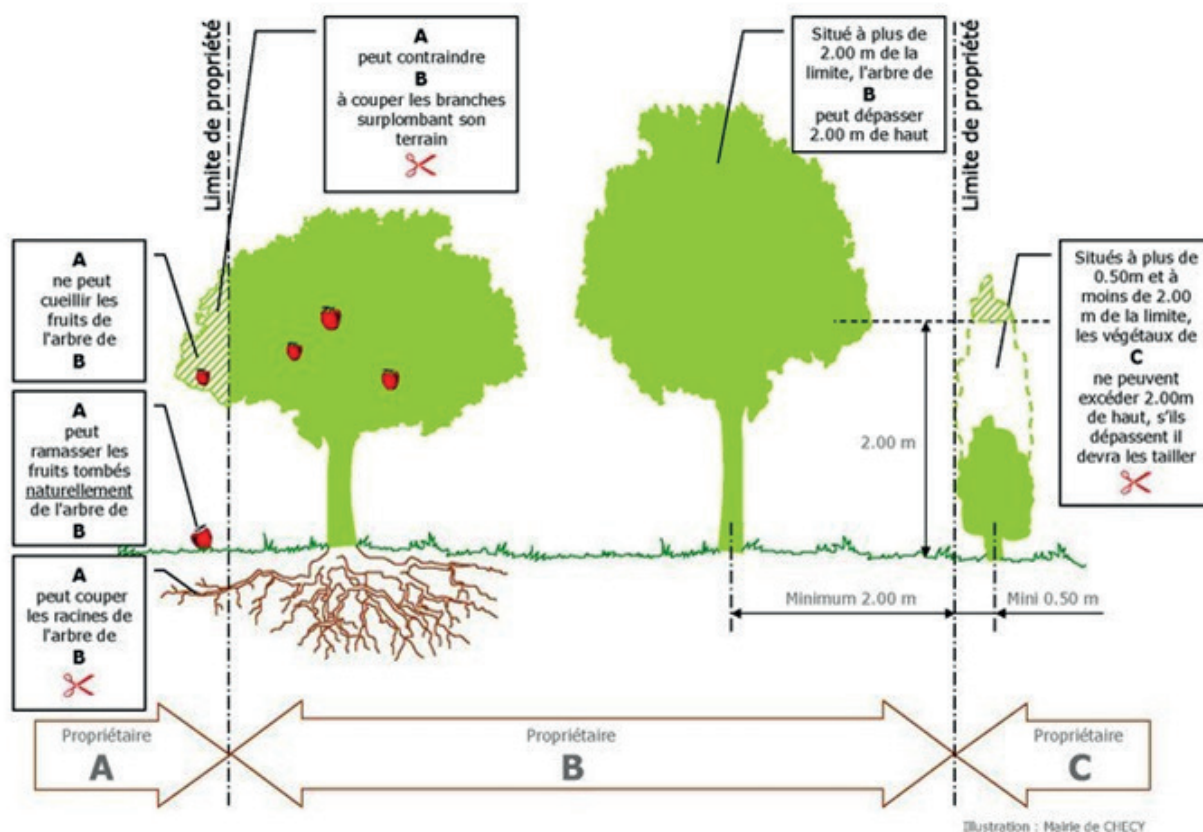 Limite de propriété
A
peut contraindre
B
à couper les branches
surplombant son
terrain
Situé à plus de
2.00 m de la
limite, l'arbre de
B
peut dépasser
2.00 m de haut
Limite de propriété
A
ne peut
cueillir les
fruits de
l'arbre de
B
Situés à plus de
0.50m et à
moins de 2.00
m de la limite,
les végétaux de
C
ne peuvent
excéder 2.00m
de haut, s'ils
dépassent il
devra les tailler
A
peut
ramasser les
fruits tombés
naturellement
de l'arbre de
B
2.00 m
A
peut couper
les racines de
l'arbre de
B
Minimum 2.00 m
Mini 0.50 m
Propriétaire
A
Propriétaire
B
Propriétaire
C
Illustration : Mairie de CHECY